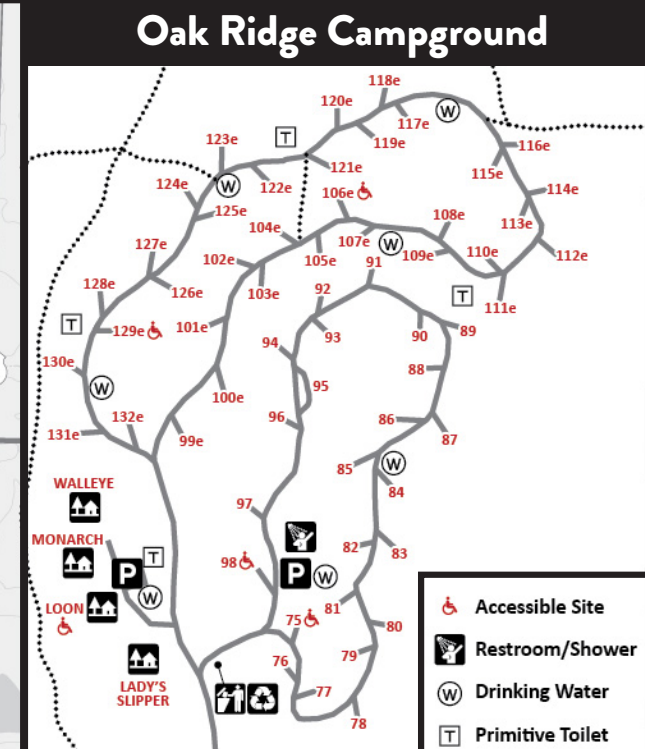 Oak Ridge Campground
118e
120e
117e
119e
123e
T
W
116e
121e
115e
124e
W
122e
106e
114e
125e
104e
108e
113e
127e
107e
W
109e
110e
112e
102e
105e
91
128e
126e
103e
92
T
111e
T
129e
101e
93
90
89
94
130e
88
W
95
132e
100e
96
86
131e
99e
87
85
W
WALLEYE
84
97
MONARCH
82
83
T
98
P
P
W
LOON
W
75
81
80
79
76
LADY'S
SLIPPER
77
78
Accessible Site
Restroom/Shower
W Drinking Water
T Primitive Toilet